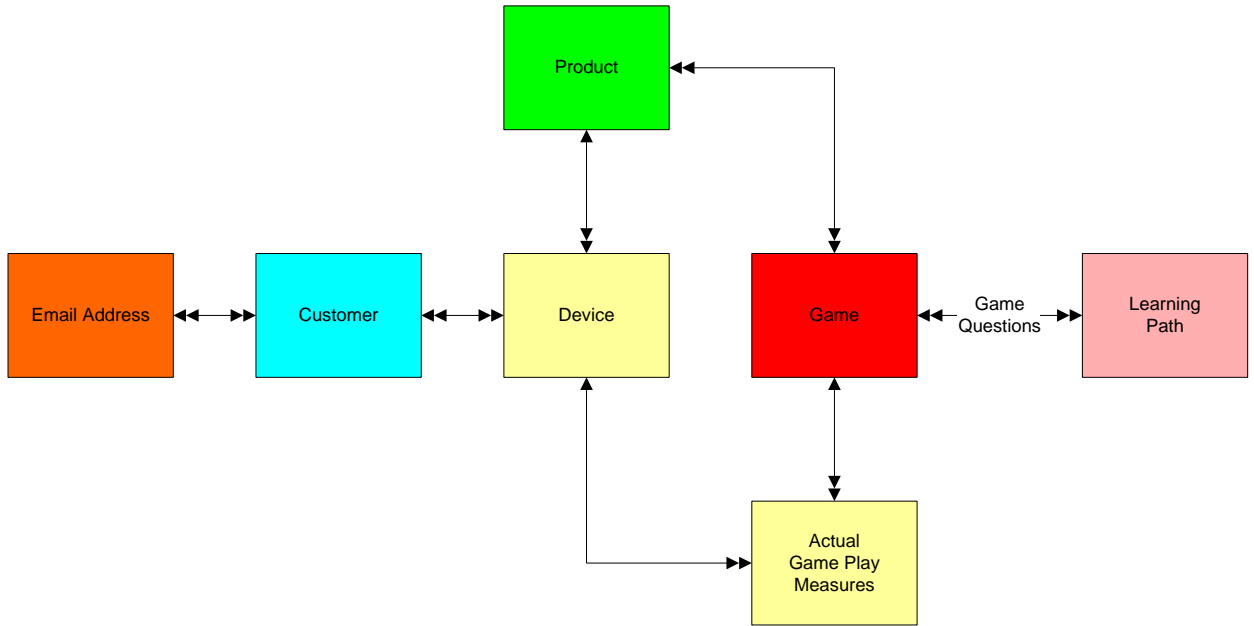 Product
Email Address
Customer
Device
Game
Game
Questions
Learning
Path
Actual
Game Play
Measures